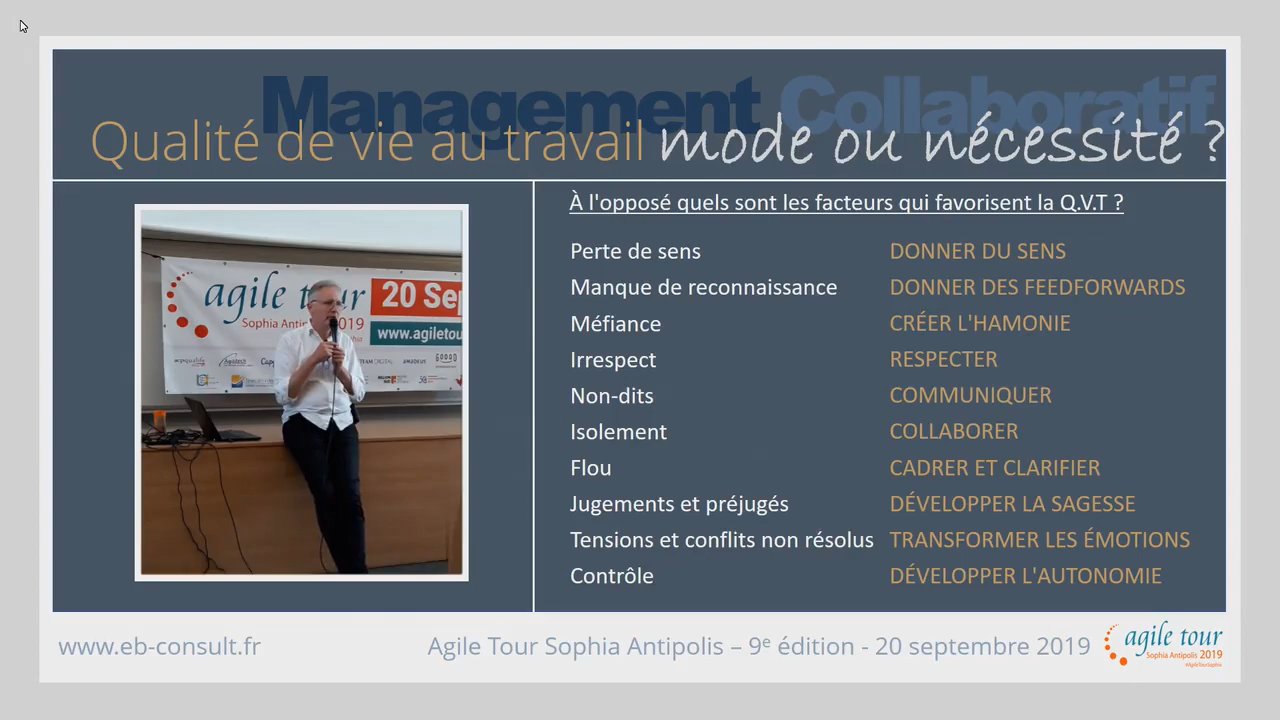 Management Collaboratif
Qualité de vie au travail mode ou nécessité ?
agile tour
20 Sep
Sophia Anti 2019
www.agiletou
AMADEUS
À l'opposé quels sont les facteurs qui favorisent la Q.V.T ?
Perte de sens DONNER DU SENS
Manque de reconnaissance DONNER DES FEEDFORWARDS
Méfiance CRÉER L'HAMONIE
Irrespect RESPECTER
Non-dits COMMUNIQUER
Isolement COLLABORER
Flou CADRER ET CLARIFIER
Jugements et préjugés DÉVELOPPER LA SAGESSE
Tensions et conflits non résolus TRANSFORMER LES ÉMOTIONS
Contrôle DÉVELOPPER L'AUTONOMIE
www.eb-consult.fr
Agile Tour Sophia Antipolis – 9e édition - 20 septembre 2019
agile tour
Sophia Antipolis 2019
#AgileTourSophia